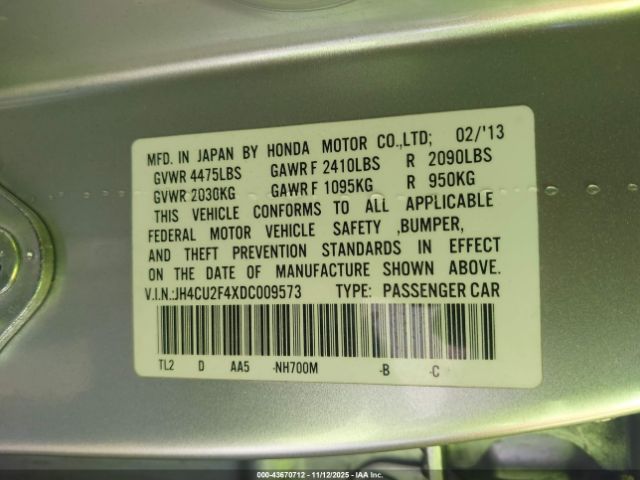 MFD. IN JAPAN BY HONDA MOTOR CO.,LTD; 02/'13
GVWR 4475LBS GAWR F 2410LBS R 2090LBS
GVWR 2030KG GAWR F 1095KG R 950KG
THIS VEHICLE CONFORMS TO ALL APPLICABLE
FEDERAL MOTOR VEHICLE SAFETY ,BUMPER,
AND THEFT PREVENTION STANDARDS IN EFFECT
ON THE DATE OF MANUFACTURE SHOWN ABOVE.
V.I.N.:JH4CU2F4XDC009573 TYPE: PASSENGER CAR
TL2 D AA5 -NH700M -B -C
000-43670712 - 11/12/2025 - IAA Inc.